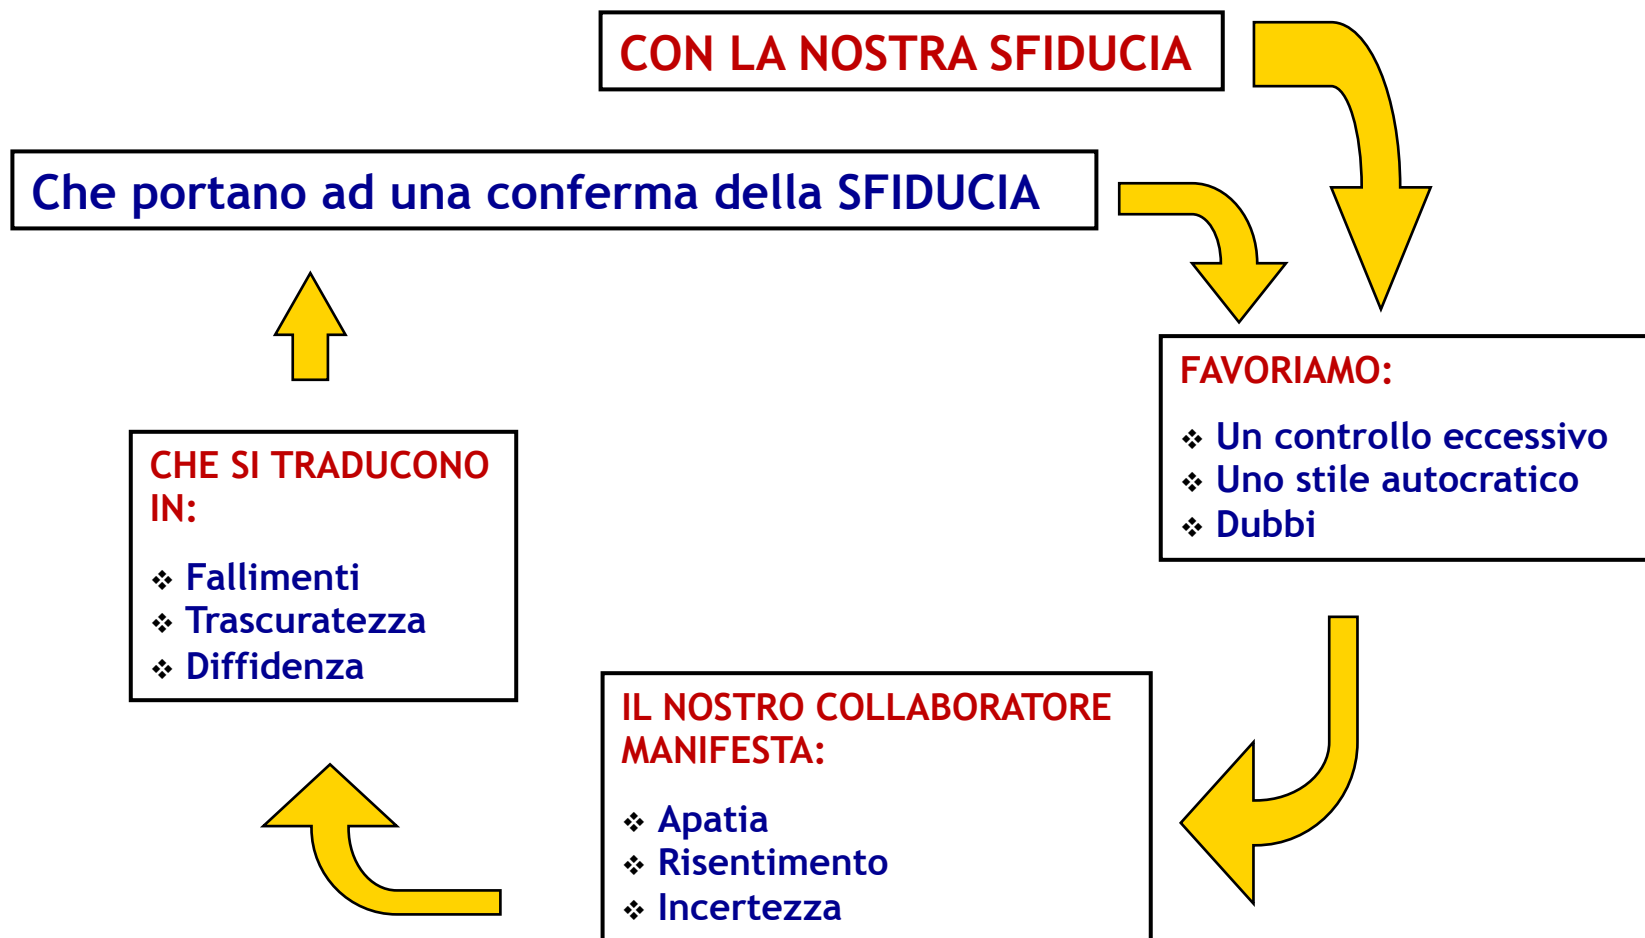 CON LA NOSTRA SFIDUCIA
Che portano ad una conferma della SFIDUCIA
FAVORIAMO:
❖ Un controllo eccessivo
❖ Uno stile autocratico
❖ Dubbi
IL NOSTRO COLLABORATORE
MANIFESTA:
❖ Apatia
❖ Risentimento
❖ Incertezza
CHE SI TRADUCONO
IN:
❖ Fallimenti
❖ Trascuratezza
❖ Diffidenza